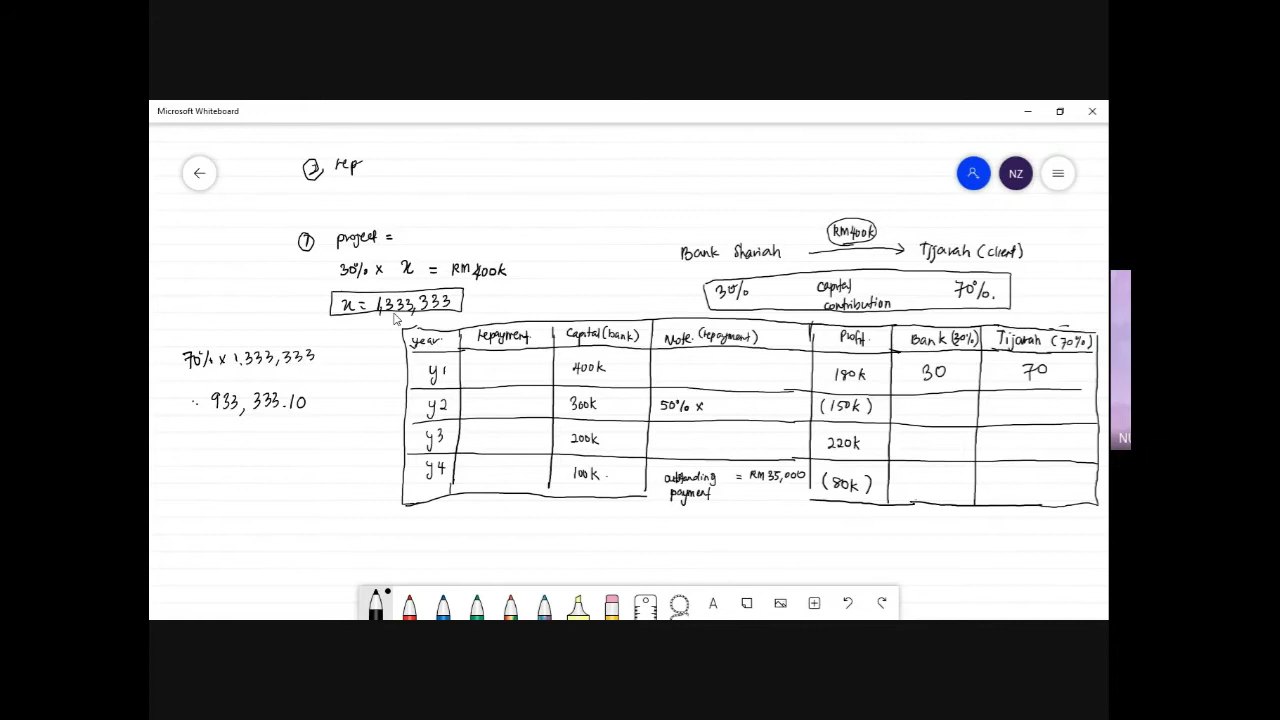 Microsoft Whiteboard
NZ
② rep
① project =
30% x x = RM 400k
x = 1,333,333
70% x 1,333,333
∴ 933,333.10
RM400k
Bank Shariah → Tijarah (client)
30% capital contribution 70%.
year repayment Capital (bank) Note. (repayment) Profit. Bank (30%) Tijarah (70%)
y1 400k 180k 30 70
y2 300k 50% x (150k)
y3 200k 220k
y4 100k. outstanding payment = RM 35,000 (80k)
A